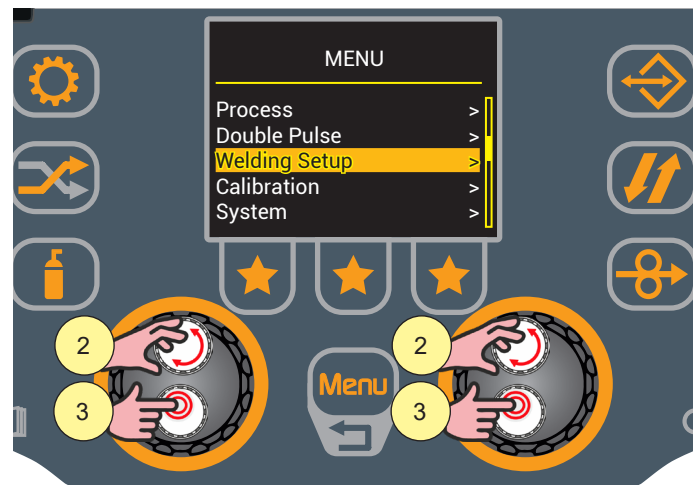 MENU
Process >
Double Pulse >
Welding Setup >
Calibration >
System >
2
2
3
3
Menu